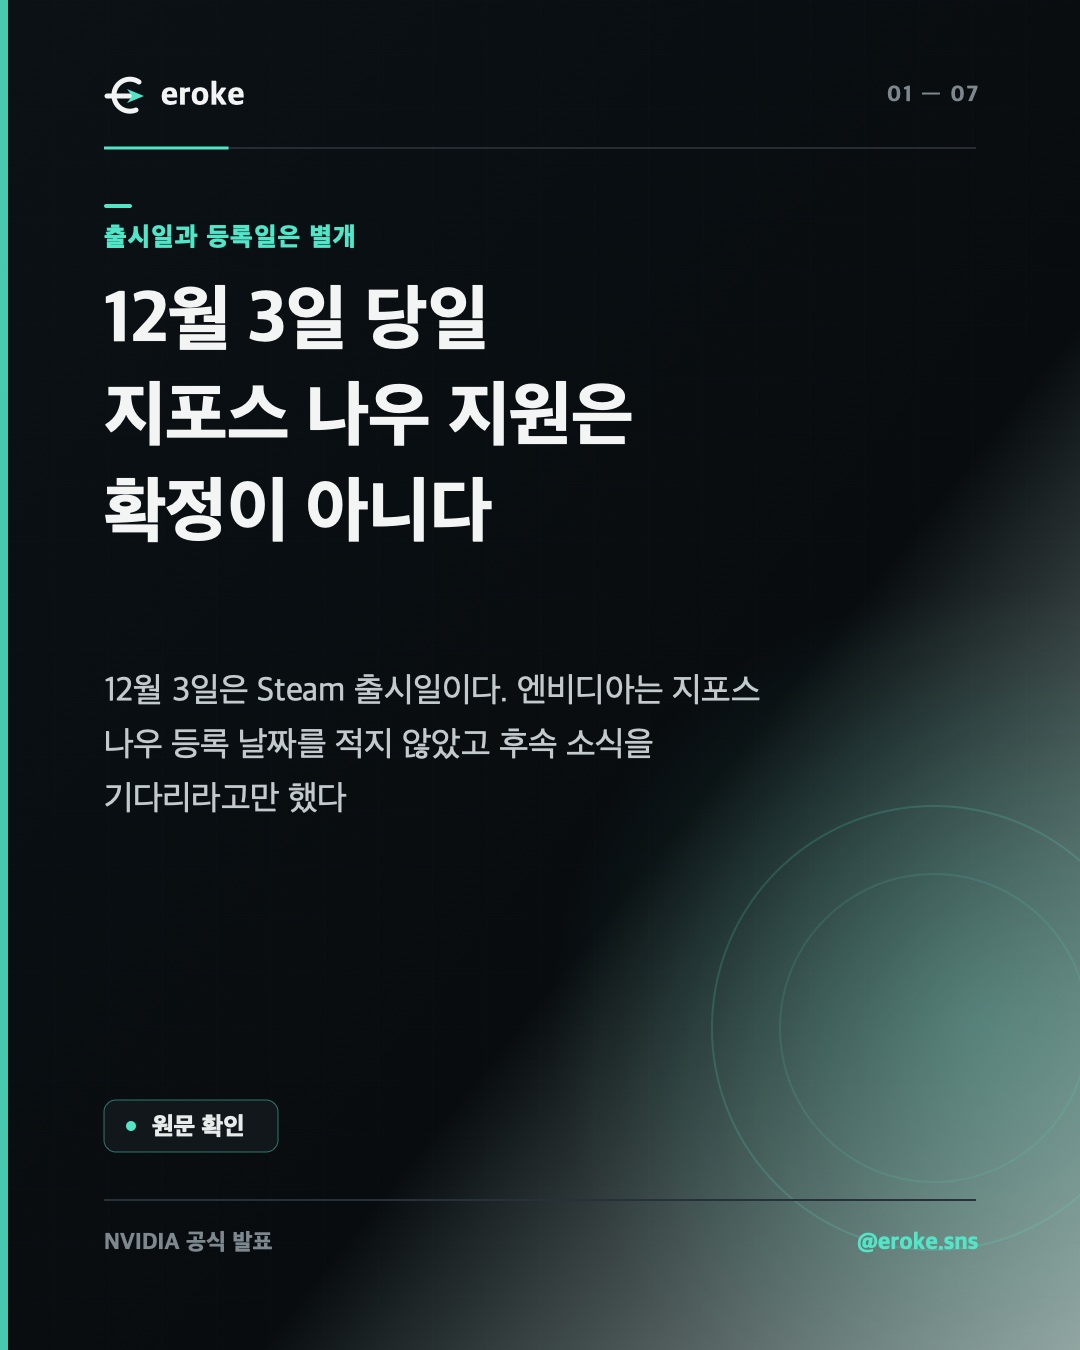 eroke
01 — 07
출시일과 등록일은 별개
12월 3일 당일
지포스 나우 지원은
확정이 아니다
12월 3일은 Steam 출시일이다. 엔비디아는 지포스
나우 등록 날짜를 적지 않았고 후속 소식을
기다리라고만 했다
원문 확인
NVIDIA 공식 발표
@eroke.sns